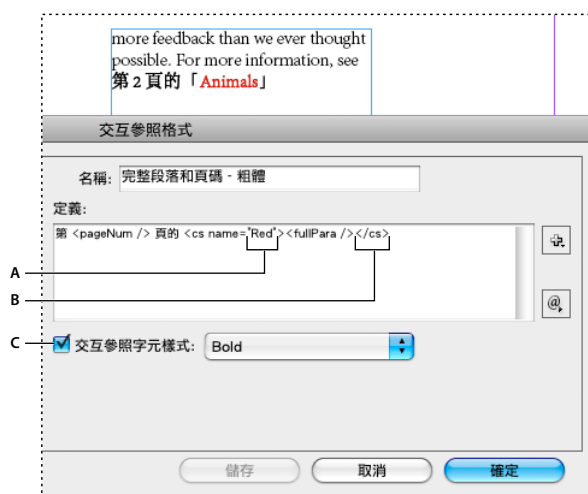 more feedback than we ever thought
possible. For more information, see
第 2 頁的「Animals」
交互參照格式
名稱: 完整段落和頁碼 - 粗體
定義:
第 <pageNum /> 頁的 <cs name="Red"><fullPara /></cs>
A
B
C
交互參照字元樣式: Bold
儲存 取消 確定